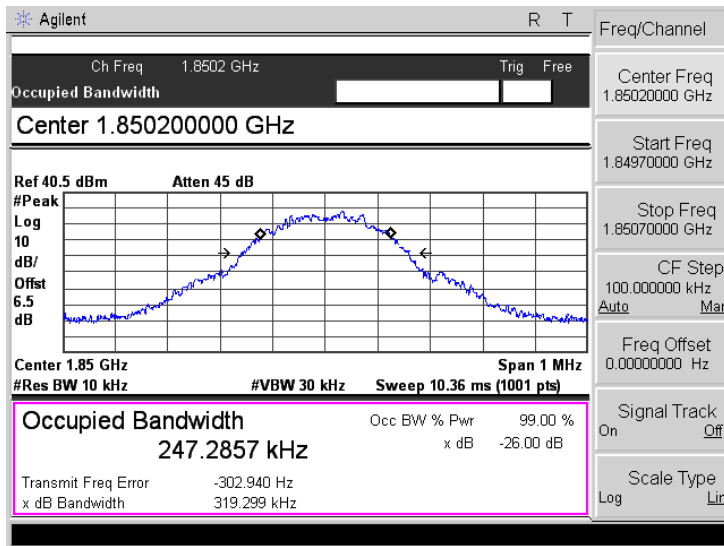 Agilent R T
Ch Freq 1.8502 GHz Trig Free
Occupied Bandwidth
Center 1.850200000 GHz
Ref 40.5 dBm Atten 45 dB
#Peak
Log
10
dB/
Offst
6.5
dB
Center 1.85 GHz Span 1 MHz
#Res BW 10 kHz #VBW 30 kHz Sweep 10.36 ms (1001 pts)
Occupied Bandwidth
247.2857 kHz
Occ BW % Pwr 99.00 %
x dB -26.00 dB
Transmit Freq Error -302.940 Hz
x dB Bandwidth 319.299 kHz
Freq/Channel
Center Freq
1.85020000 GHz
Start Freq
1.84970000 GHz
Stop Freq
1.85070000 GHz
CF Step
100.000000 kHz
Auto Man
Freq Offset
0.00000000 Hz
Signal Track
On Off
Scale Type
Log Lin